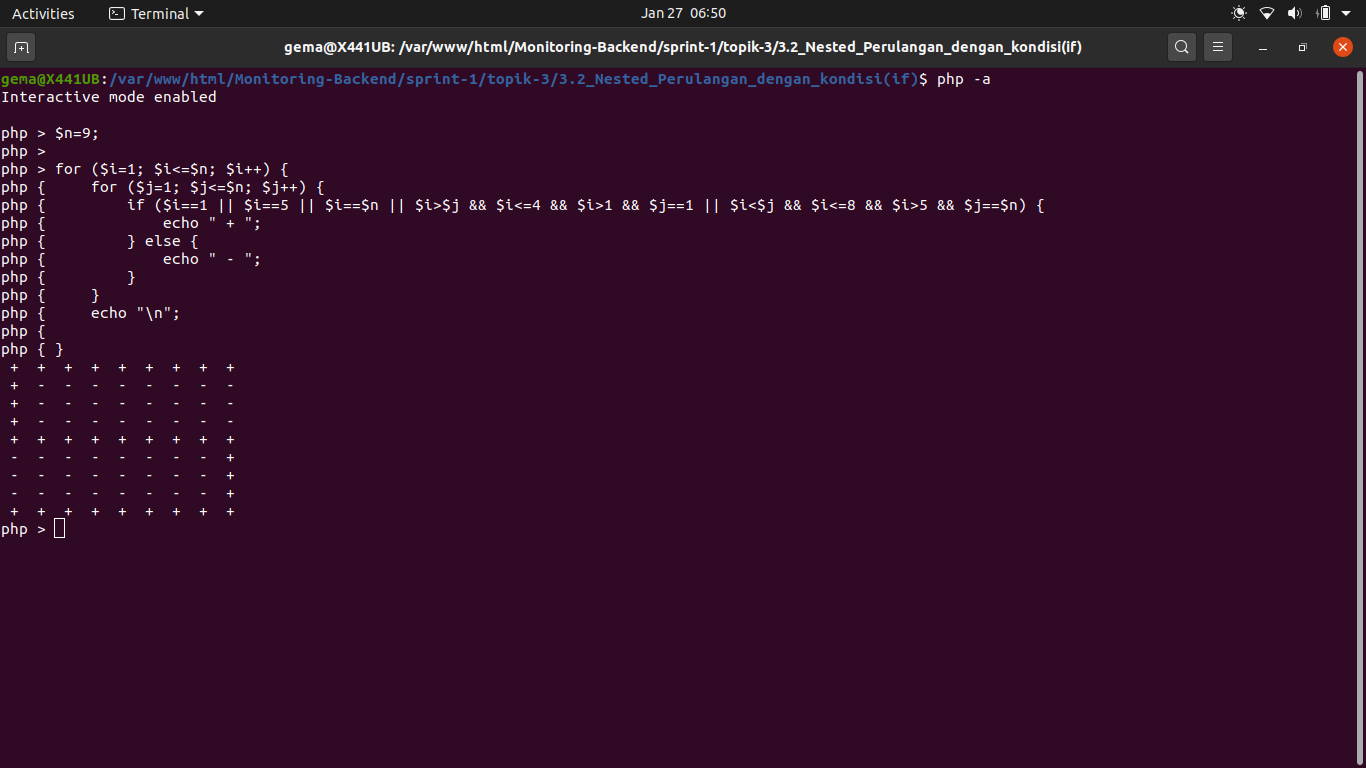 Activities Terminal Jan 27 06:50
gema@X441UB: /var/www/html/Monitoring-Backend/sprint-1/topik-3/3.2_Nested_Perulangan_dengan_kondisi(if)
gema@X441UB:/var/www/html/Monitoring-Backend/sprint-1/topik-3/3.2_Nested_Perulangan_dengan_kondisi(if)$ php -a
Interactive mode enabled

php > $n=9;
php >
php > for ($i=1; $i<=$n; $i++) {
php {     for ($j=1; $j<=$n; $j++) {
php {         if ($i==1 || $i==5 || $i==$n || $i>$j && $i<=4 && $i>1 && $j==1 || $i<$j && $i<=8 && $i>5 && $j==$n) {
php {             echo " + ";
php {         } else {
php {             echo " - ";
php {         }
php {     }
php {     echo "\n";
php {
php { }
 +  +  +  +  +  +  +  +  +
 +  -  -  -  -  -  -  -  -
 +  -  -  -  -  -  -  -  -
 +  -  -  -  -  -  -  -  -
 +  +  +  +  +  +  +  +  +
 -  -  -  -  -  -  -  -  +
 -  -  -  -  -  -  -  -  +
 -  -  -  -  -  -  -  -  +
 +  +  +  +  +  +  +  +  +
php >